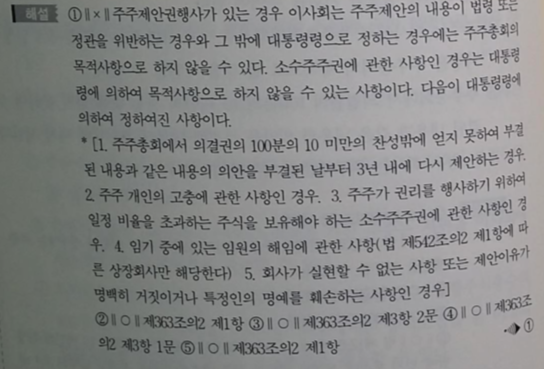 해설 ①∥×∥주주제안권행사가 있는 경우 이사회는 주주제안의 내용이 법령 또는
정관을 위반하는 경우와 그 밖에 대통령령으로 정하는 경우에는 주주총회의
목적사항으로 하지 않을 수 있다. 소수주주권에 관한 사항인 경우는 대통령
령에 의하여 목적사항으로 하지 않을 수 있는 사항이다. 다음이 대통령령에
의하여 정하여진 사항이다.
* [1. 주주총회에서 의결권의 100분의 10 미만의 찬성밖에 얻지 못하여 부결
된 내용과 같은 내용의 의안을 부결된 날부터 3년 내에 다시 제안하는 경우.
2. 주주 개인의 고충에 관한 사항인 경우. 3. 주주가 권리를 행사하기 위하여
일정 비율을 초과하는 주식을 보유해야 하는 소수주주권에 관한 사항인 경
우. 4. 임기 중에 있는 임원의 해임에 관한 사항(법 제542조의2 제1항에 따
른 상장회사만 해당한다) 5. 회사가 실현할 수 없는 사항 또는 제안이유가
명백히 거짓이거나 특정인의 명예를 훼손하는 사항인 경우]
②∥○∥제363조의2 제1항 ③∥○∥제363조의2 제3항 2문 ④∥○∥제363조
의2 제3항 1문 ⑤∥○∥제363조의2 제1항
①